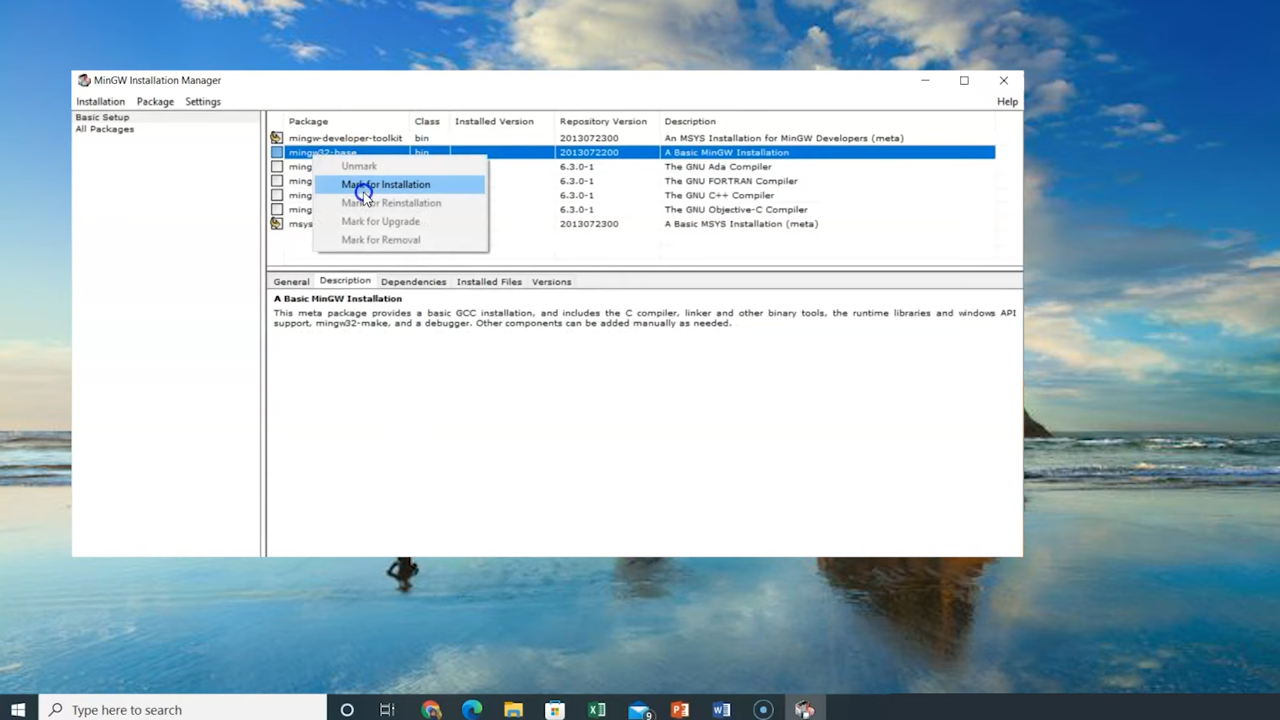 MinGW Installation Manager
Installation Package Settings Help
Basic Setup
All Packages
Package Class Installed Version Repository Version Description
mingw-developer-toolkit bin 2013072300 An MSYS Installation for MinGW Developers (meta)
mingw32-base bin 2013072200 A Basic MinGW Installation
6.3.0-1 The GNU Ada Compiler
6.3.0-1 The GNU FORTRAN Compiler
6.3.0-1 The GNU C++ Compiler
6.3.0-1 The GNU Objective-C Compiler
2013072300 A Basic MSYS Installation (meta)
Unmark
Mark for Installation
Mark for Reinstallation
Mark for Upgrade
Mark for Removal
General Description Dependencies Installed Files Versions
A Basic MinGW Installation
This meta package provides a basic GCC installation, and includes the C compiler, linker and other binary tools, the runtime libraries and windows API
support, mingw32-make, and a debugger. Other components can be added manually as needed.
Type here to search
9